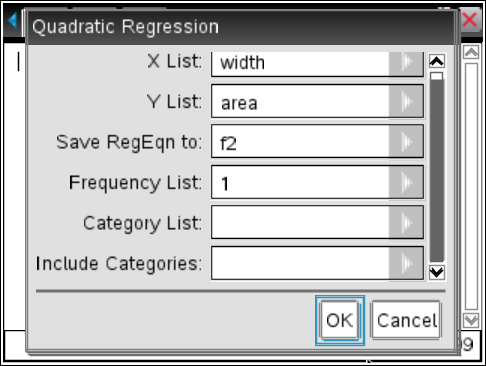 Quadratic Regression
X List: width
Y List: area
Save RegEqn to: f2
Frequency List: 1
Category List:
Include Categories:
OK Cancel